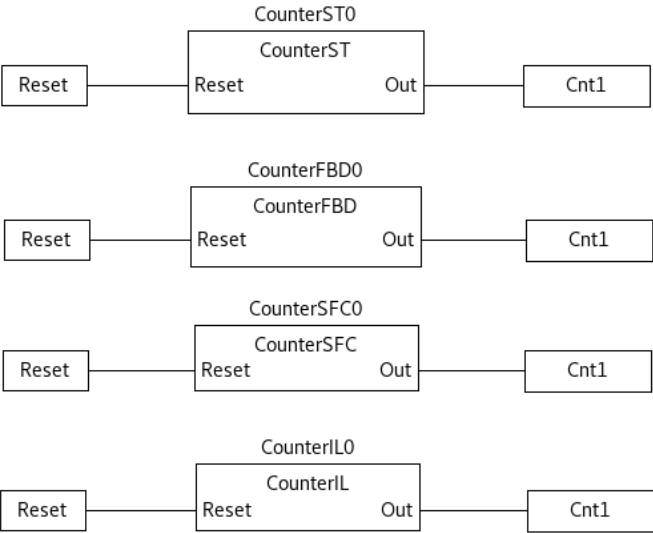 CounterST0
CounterST
Reset Reset Out Cnt1
CounterFBD0
CounterFBD
Reset Reset Out Cnt1
CounterSFC0
CounterSFC
Reset Reset Out Cnt1
CounterIL0
CounterIL
Reset Reset Out Cnt1